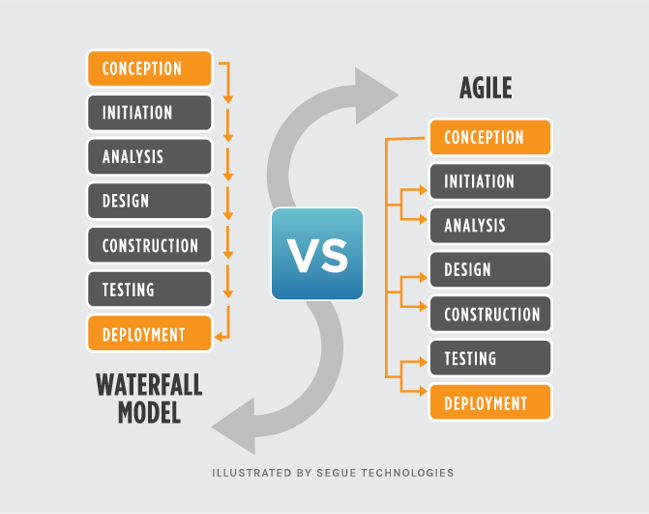 CONCEPTION
INITIATION
ANALYSIS
DESIGN
CONSTRUCTION
TESTING
DEPLOYMENT
WATERFALL
MODEL
VS
AGILE
CONCEPTION
INITIATION
ANALYSIS
DESIGN
CONSTRUCTION
TESTING
DEPLOYMENT
ILLUSTRATED BY SEGUE TECHNOLOGIES